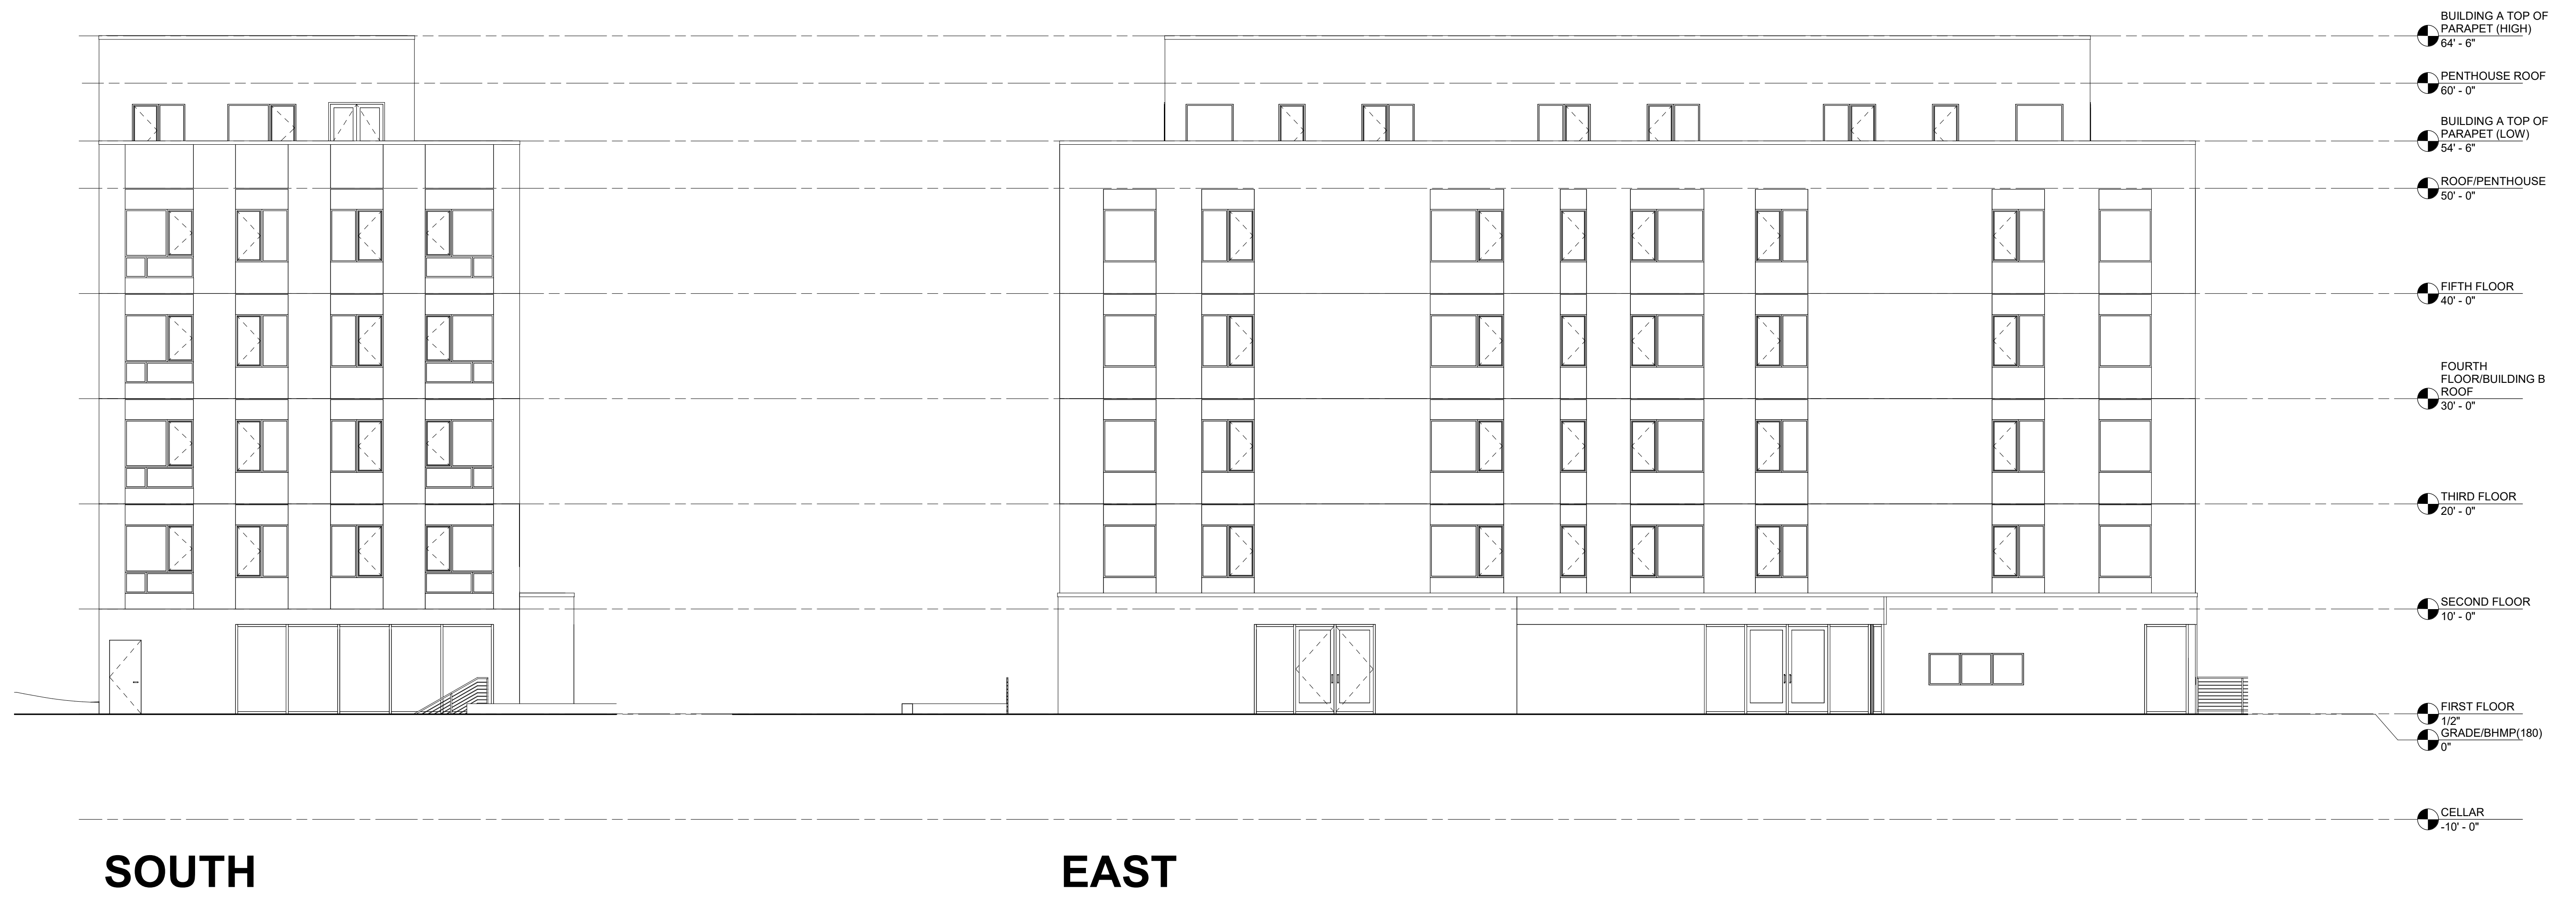 BUILDING A TOP OF
PARAPET (HIGH)
64' - 6"
PENTHOUSE ROOF
60' - 0"
BUILDING A TOP OF
PARAPET (LOW)
54' - 6"
ROOF/PENTHOUSE
50' - 0"
FIFTH FLOOR
40' - 0"
FOURTH
FLOOR/BUILDING B
ROOF
30' - 0"
THIRD FLOOR
20' - 0"
SECOND FLOOR
10' - 0"
FIRST FLOOR
1/2"
GRADE/BHMP(180)
0"
CELLAR
-10' - 0"
SOUTH
EAST